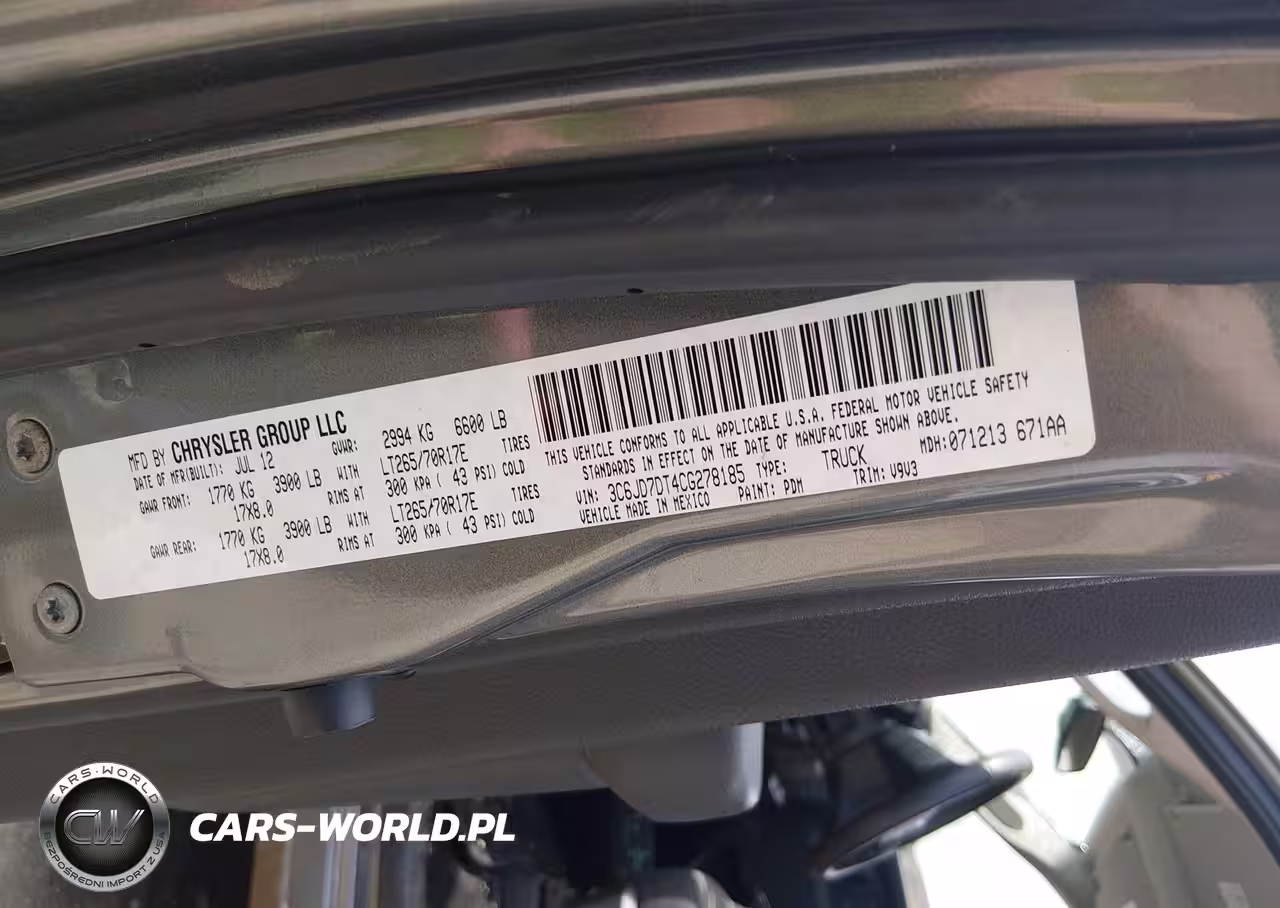 MFD BY CHRYSLER GROUP LLC
DATE OF MFR(BUILT): JUL 12 GVWR: 2994 KG 6600 LB
GAWR FRONT: 1770 KG 3900 LB WITH LT265/70R17E TIRES
17X8.0 RIMS AT 300 KPA ( 43 PSI) COLD
GAWR REAR: 1770 KG 3900 LB WITH LT265/70R17E TIRES
17X8.0 RIMS AT 300 KPA ( 43 PSI) COLD
THIS VEHICLE CONFORMS TO ALL APPLICABLE U.S.A. FEDERAL MOTOR VEHICLE SAFETY
STANDARDS IN EFFECT ON THE DATE OF MANUFACTURE SHOWN ABOVE.
VIN: 3C6JD7DT4CG278185 TYPE: TRUCK MDH:071213 671AA
VEHICLE MADE IN MEXICO PAINT: PDM TRIM: V9V3
CARS-WORLD
CW
BEZPOŚREDNI IMPORT Z USA
CARS-WORLD.PL